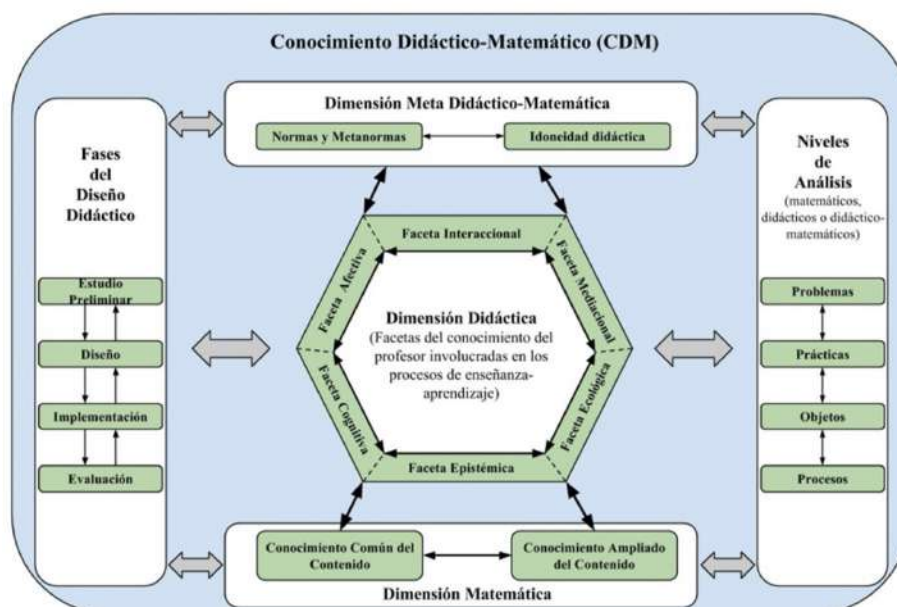 Conocimiento Didáctico-Matemático (CDM)
Dimensión Meta Didáctico-Matemática
Normas y Metanormas
Idoneidad didáctica
Fases
del
Diseño
Didáctico
Estudio
Preliminar
Diseño
Implementación
Evaluación
Faceta Interaccional
Faceta Afectiva
Faceta Mediacional
Dimensión Didáctica
(Facetas del conocimiento del
profesor involucradas en los
procesos de enseñanza-
aprendizaje)
Faceta Cognitiva
Faceta Ecológica
Faceta Epistémica
Niveles
de
Análisis
(matemáticos,
didácticos o didáctico-
matemáticos)
Problemas
Prácticas
Objetos
Procesos
Conocimiento Común del
Contenido
Conocimiento Ampliado
del Contenido
Dimensión Matemática